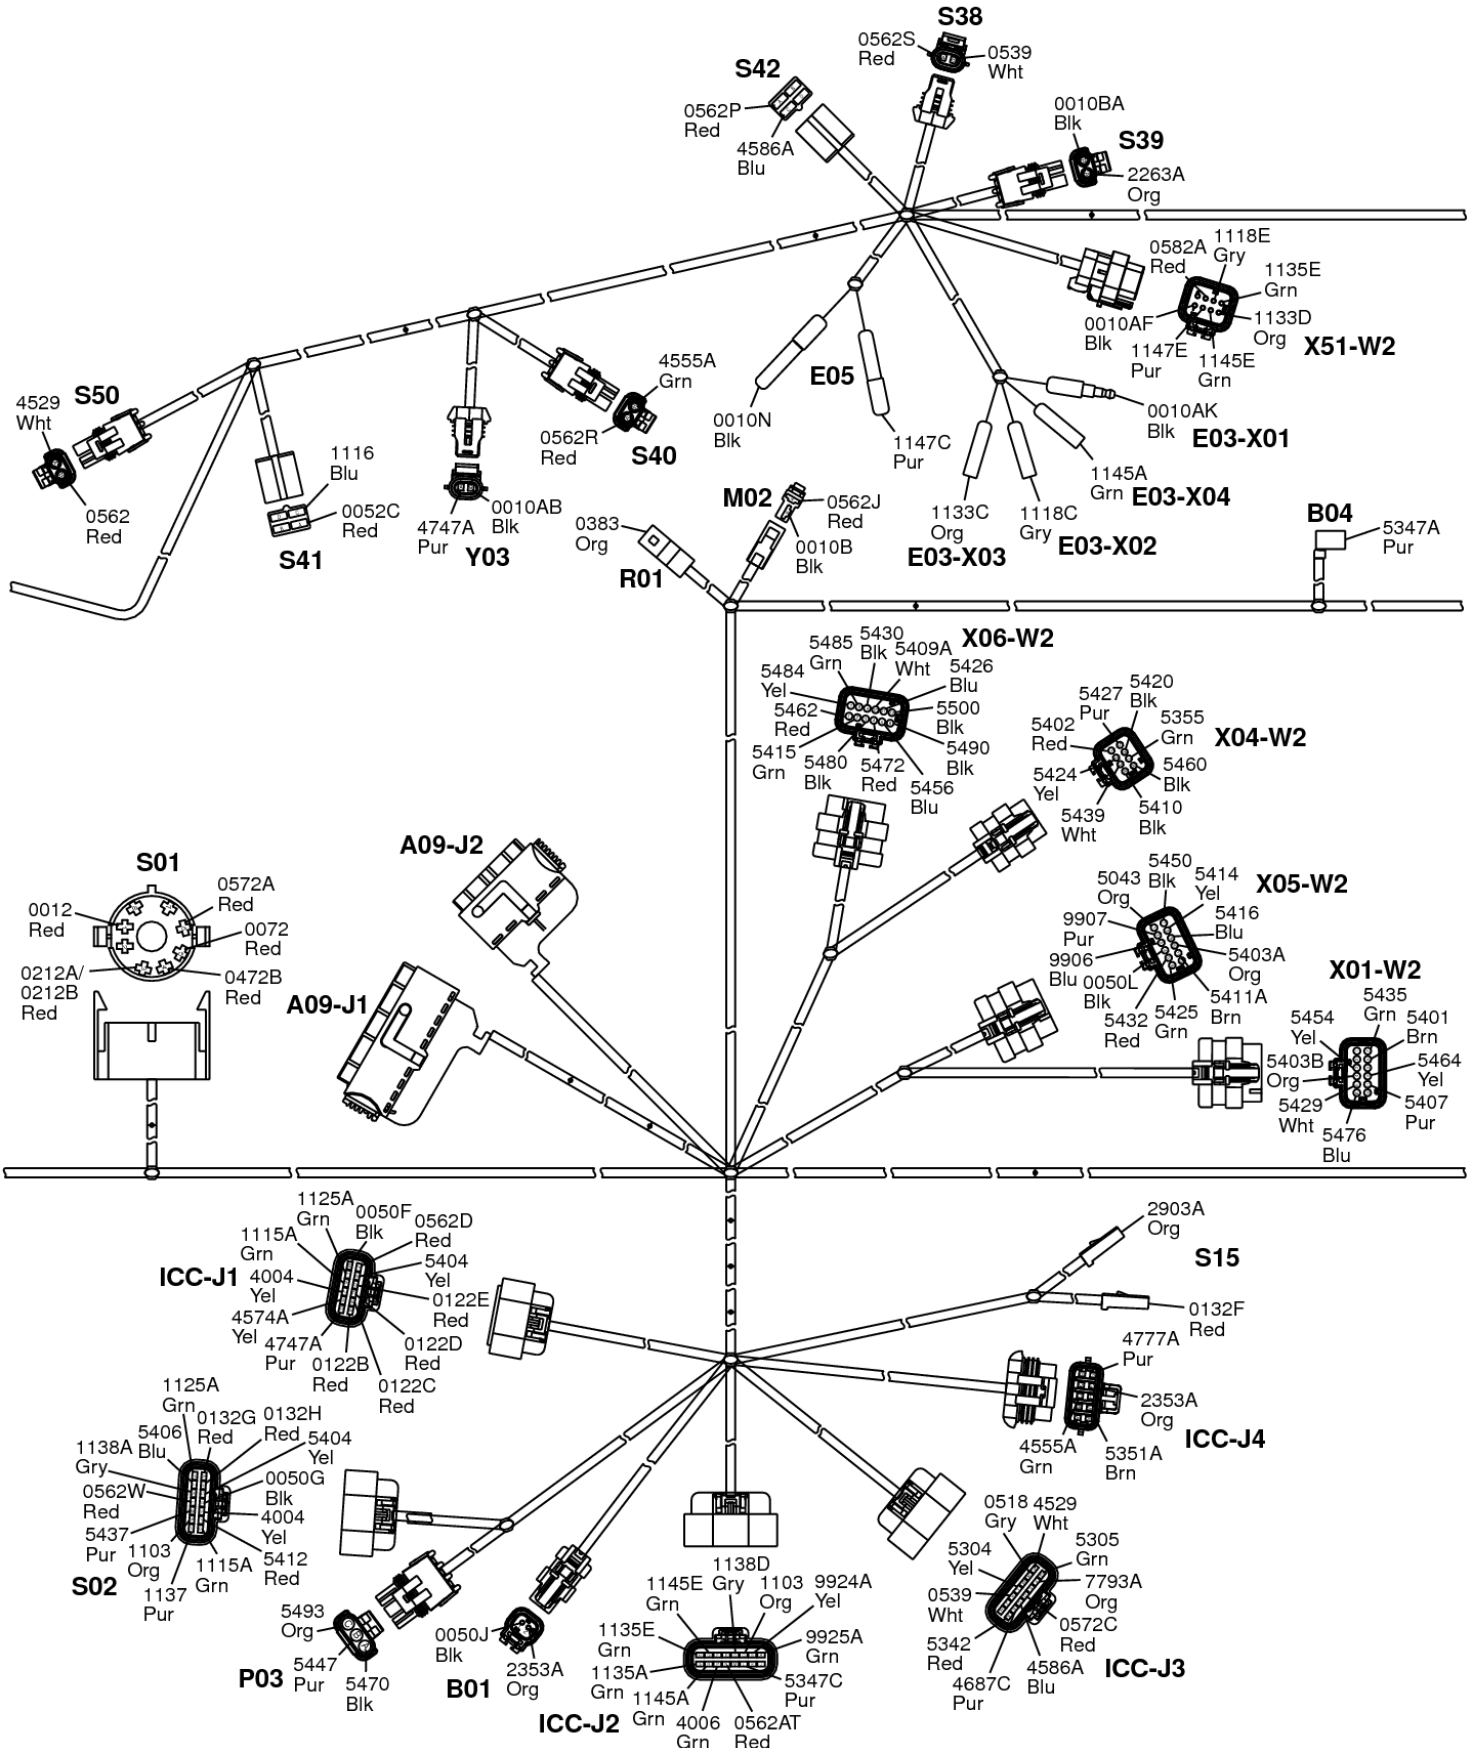 S38
0562S
Red
0539
Wht
S42
0562P
Red
4586A
Blu
0010BA
Blk
S39
2263A
Org
0582A
Red
1118E
Gry
1135E
Grn
1133D
Org
0010AF
Blk
1147E
Pur
1145E
Grn
X51-W2
S50
4529
Wht
0562
Red
1116
Blu
0052C
Red
S41
4747A
Pur
0010AB
Blk
Y03
4555A
Grn
0562R
Red
S40
E05
0010N
Blk
1147C
Pur
0010AK
Blk
E03-X01
1145A
Grn
E03-X04
1133C
Org
E03-X03
1118C
Gry
E03-X02
M02
0562J
Red
0010B
Blk
0383
Org
R01
B04
5347A
Pur
X06-W2
5485
Grn
5430
Blk
5409A
Wht
5426
Blu
5484
Yel
5462
Red
5500
Blk
5415
Grn
5480
Blk
5472
Red
5490
Blk
5456
Blu
5427
Pur
5420
Blk
5402
Red
5355
Grn
X04-W2
5424
Yel
5460
Blk
5439
Wht
5410
Blk
A09-J2
S01
0012
Red
0572A
Red
0072
Red
0212A/
0212B
Red
0472B
Red
A09-J1
5450
Blk
5043
Org
5414
Yel
X05-W2
9907
Pur
5416
Blu
9906
Blu
5403A
Org
0050L
Blk
5411A
Brn
5432
Red
5425
Grn
X01-W2
5435
Grn
5454
Yel
5401
Brn
5403B
Org
5464
Yel
5429
Wht
5407
Pur
5476
Blu
1125A
Grn
0050F
Blk
0562D
Red
1115A
Grn
5404
Yel
ICC-J1
4004
Yel
0122E
Red
4574A
Yel
0122D
Red
4747A
Pur
0122B
Red
0122C
Red
2903A
Org
S15
0132F
Red
4777A
Pur
2353A
Org
4555A
Grn
5351A
Brn
ICC-J4
1125A
Grn
0132G
Red
0132H
Red
5406
Blu
5404
Yel
1138A
Gry
0050G
Blk
0562W
Red
4004
Yel
5437
Pur
1103
Org
5412
Red
1115A
Grn
S02
1137
Pur
5493
Org
5447
Pur
5470
Blk
P03
0050J
Blk
2353A
Org
B01
1138D
Gry
1145E
Grn
1103
Org
9924A
Yel
1135E
Grn
9925A
Grn
1135A
Grn
5347C
Pur
1145A
Grn
4006
Grn
0562AT
Red
ICC-J2
0518
Gry
4529
Wht
5304
Yel
5305
Grn
0539
Wht
7793A
Org
0572C
Red
5342
Red
4586A
Blu
4687C
Pur
ICC-J3